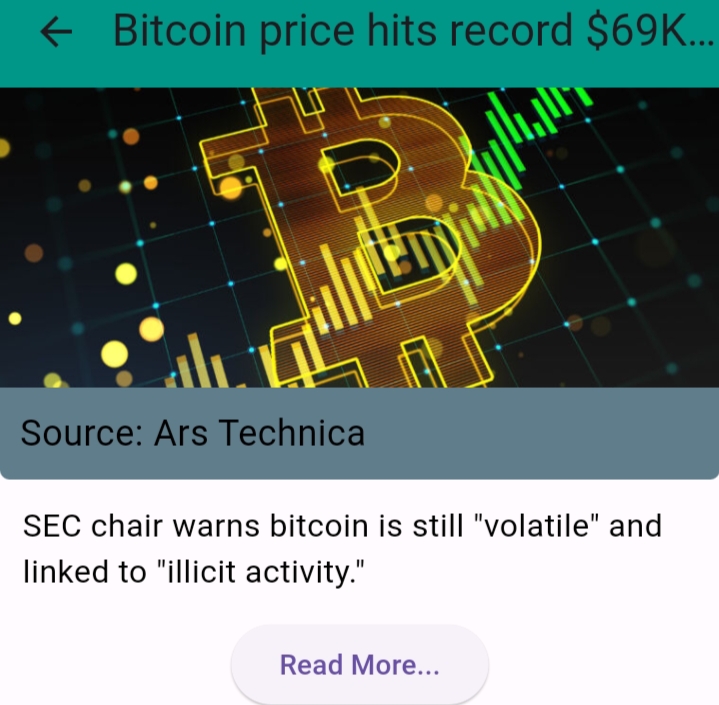 Bitcoin price hits record $69K...
Source: Ars Technica
SEC chair warns bitcoin is still "volatile" and
linked to "illicit activity."
Read More...